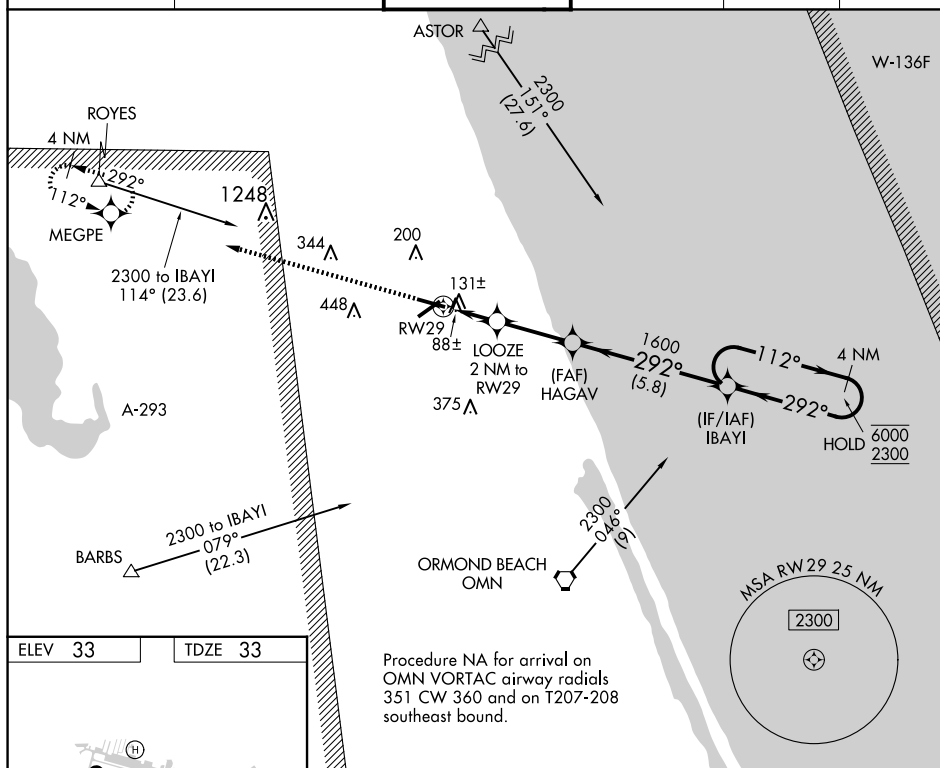 ASTOR
W-136F
2300
151°
(27.6)
ROYES
4 NM
292°
112°
MEGPE
1248
344
200
2300 to IBAYI
114° (23.6)
448
131±
RW29
88±
LOOZE
2 NM to
RW29
(FAF)
HAGAV
1600
292°
(5.8)
112°
4 NM
292°
(IF/IAF)
IBAYI
HOLD
6000
2300
A-293
375
2300 to IBAYI
079°
(22.3)
BARBS
2300
046°
(9)
ORMOND BEACH
OMN
MSA RW29 25 NM
2300
ELEV 33
TDZE 33
Procedure NA for arrival on
OMN VORTAC airway radials
351 CW 360 and on T207-208
southeast bound.
H